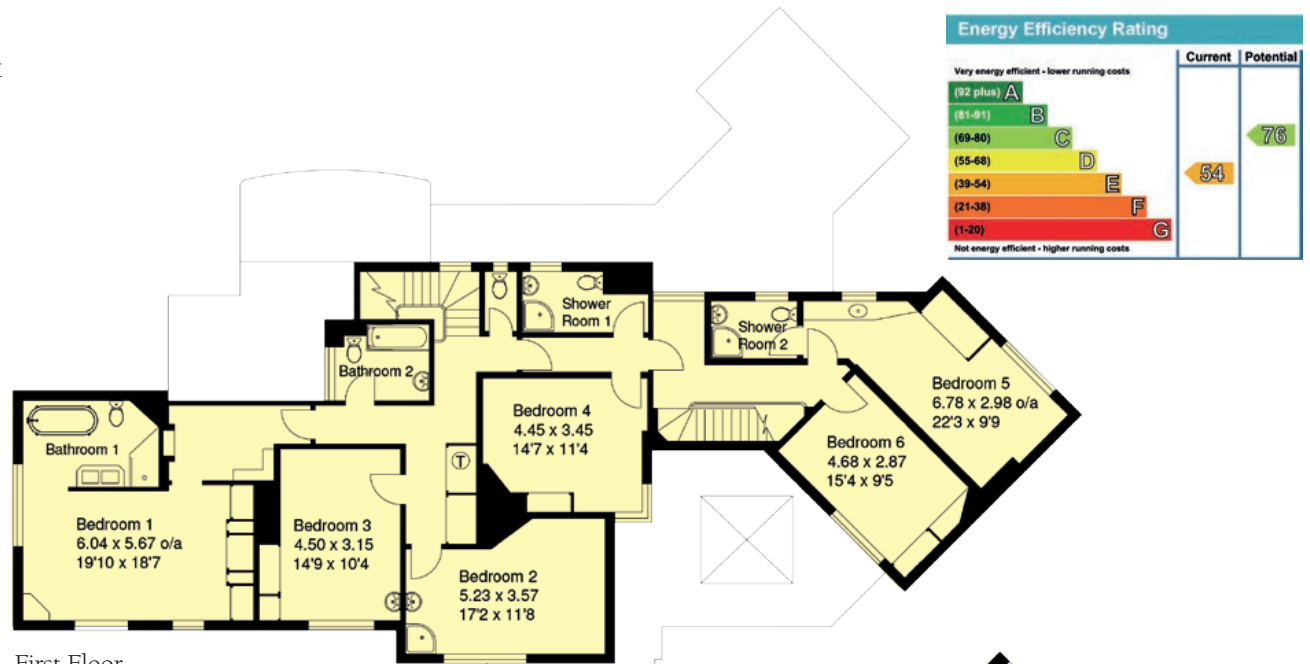 Energy Efficiency Rating
Current Potential
Very energy efficient - lower running costs
(92 plus) A
(81-91) B
(69-80) C
76
(55-68) D
54
(39-54) E
(21-38) F
(1-20) G
Not energy efficient - higher running costs
Shower
Room 1
Shower
Room 2
Bathroom 2
Bedroom 5
6.78 x 2.98 o/a
22'3 x 9'9
Bedroom 4
4.45 x 3.45
14'7 x 11'4
Bathroom 1
Bedroom 6
4.68 x 2.87
15'4 x 9'5
T
Bedroom 1
6.04 x 5.67 o/a
19'10 x 18'7
Bedroom 3
4.50 x 3.15
14'9 x 10'4
Bedroom 2
5.23 x 3.57
17'2 x 11'8
First Floor